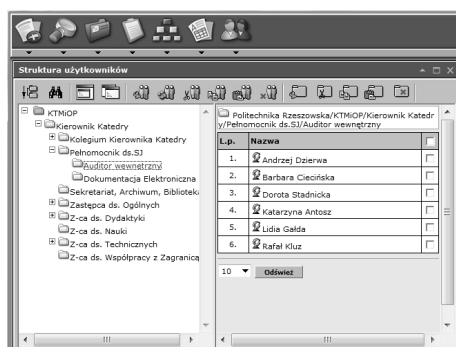 Struktura użytkowników
KTMiOP
Kierownik Katedry
Kolegium Kierownika Katedry
Pełnomocnik ds.SJ
Auditor wewnętrzny
Dokumentacja Elektroniczna
Sekretariat, Archiwum, Bibliotek
Zastępca ds. Ogólnych
Z-ca ds. Dydaktyki
Z-ca ds. Nauki
Z-ca ds. Technicznych
Z-ca ds. Współpracy z Zagranicą
Politechnika Rzeszowska/KTMiOP/Kierownik Katedr
y/Pełnomocnik ds.SJ/Auditor wewnętrzny
L.p. Nazwa
1. Andrzej Dzierwa
2. Barbara Ciecińska
3. Dorota Stadnicka
4. Katarzyna Antosz
5. Lidia Gałda
6. Rafał Kluz
10 Odśwież